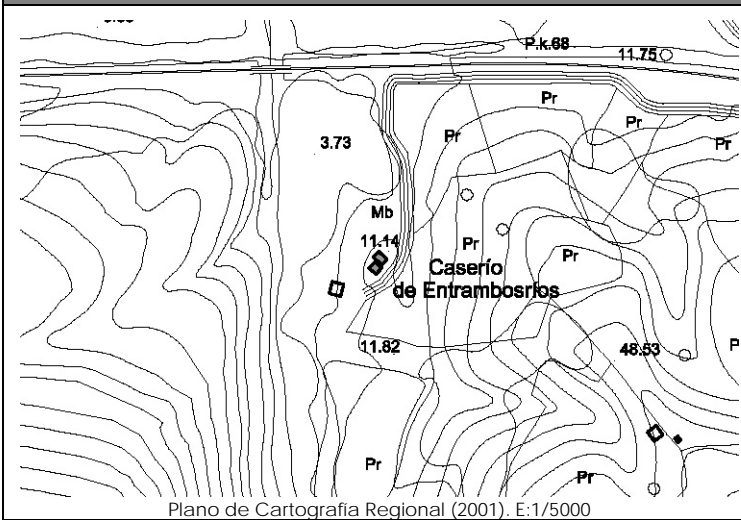 P.k.68
11.75
Pr
Pr
Pr
Pr
3.73
Mb
11.14
Pr
Pr
Caserío
de Entrambosríos
11.82
48.53
Pr
Pr
Plano de Cartografía Regional (2001). E:1/5000